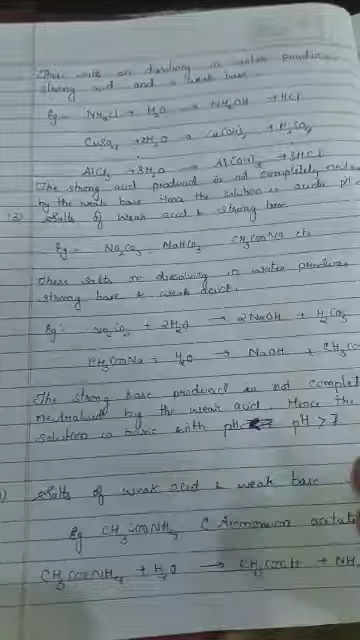 These salts on dissolving in water produce
strong acid and a weak base.
Eg - NH₄Cl + H₂O → NH₄OH + HCl
CuSO₄ + 2H₂O → Cu(OH)₂ + H₂SO₄
AlCl₃ + 3H₂O → Al(OH)₃ + 3HCl
The strong acid produced is not completely
by the weak base. Hence the solution is acidic pH
(3) Salts of weak acid & strong base
Eg - Na₂CO₃, NaHCO₃ CH₃COONa etc
These salts on dissolving in water produce
strong base & weak acid.
Eg: Na₂CO₃ + 2H₂O → 2NaOH + H₂CO₃
CH₃COONa + H₂O → NaOH + CH₃CO
The strong base produced is not complet
neutralised by the weak acid. Hence the
solution is basic with pH pH > 7
) Salts of weak acid & weak base
Eg CH₃COONH₄ (Ammonium acetate
CH₃COONH₄ + H₂O → CH₃COOH + NH